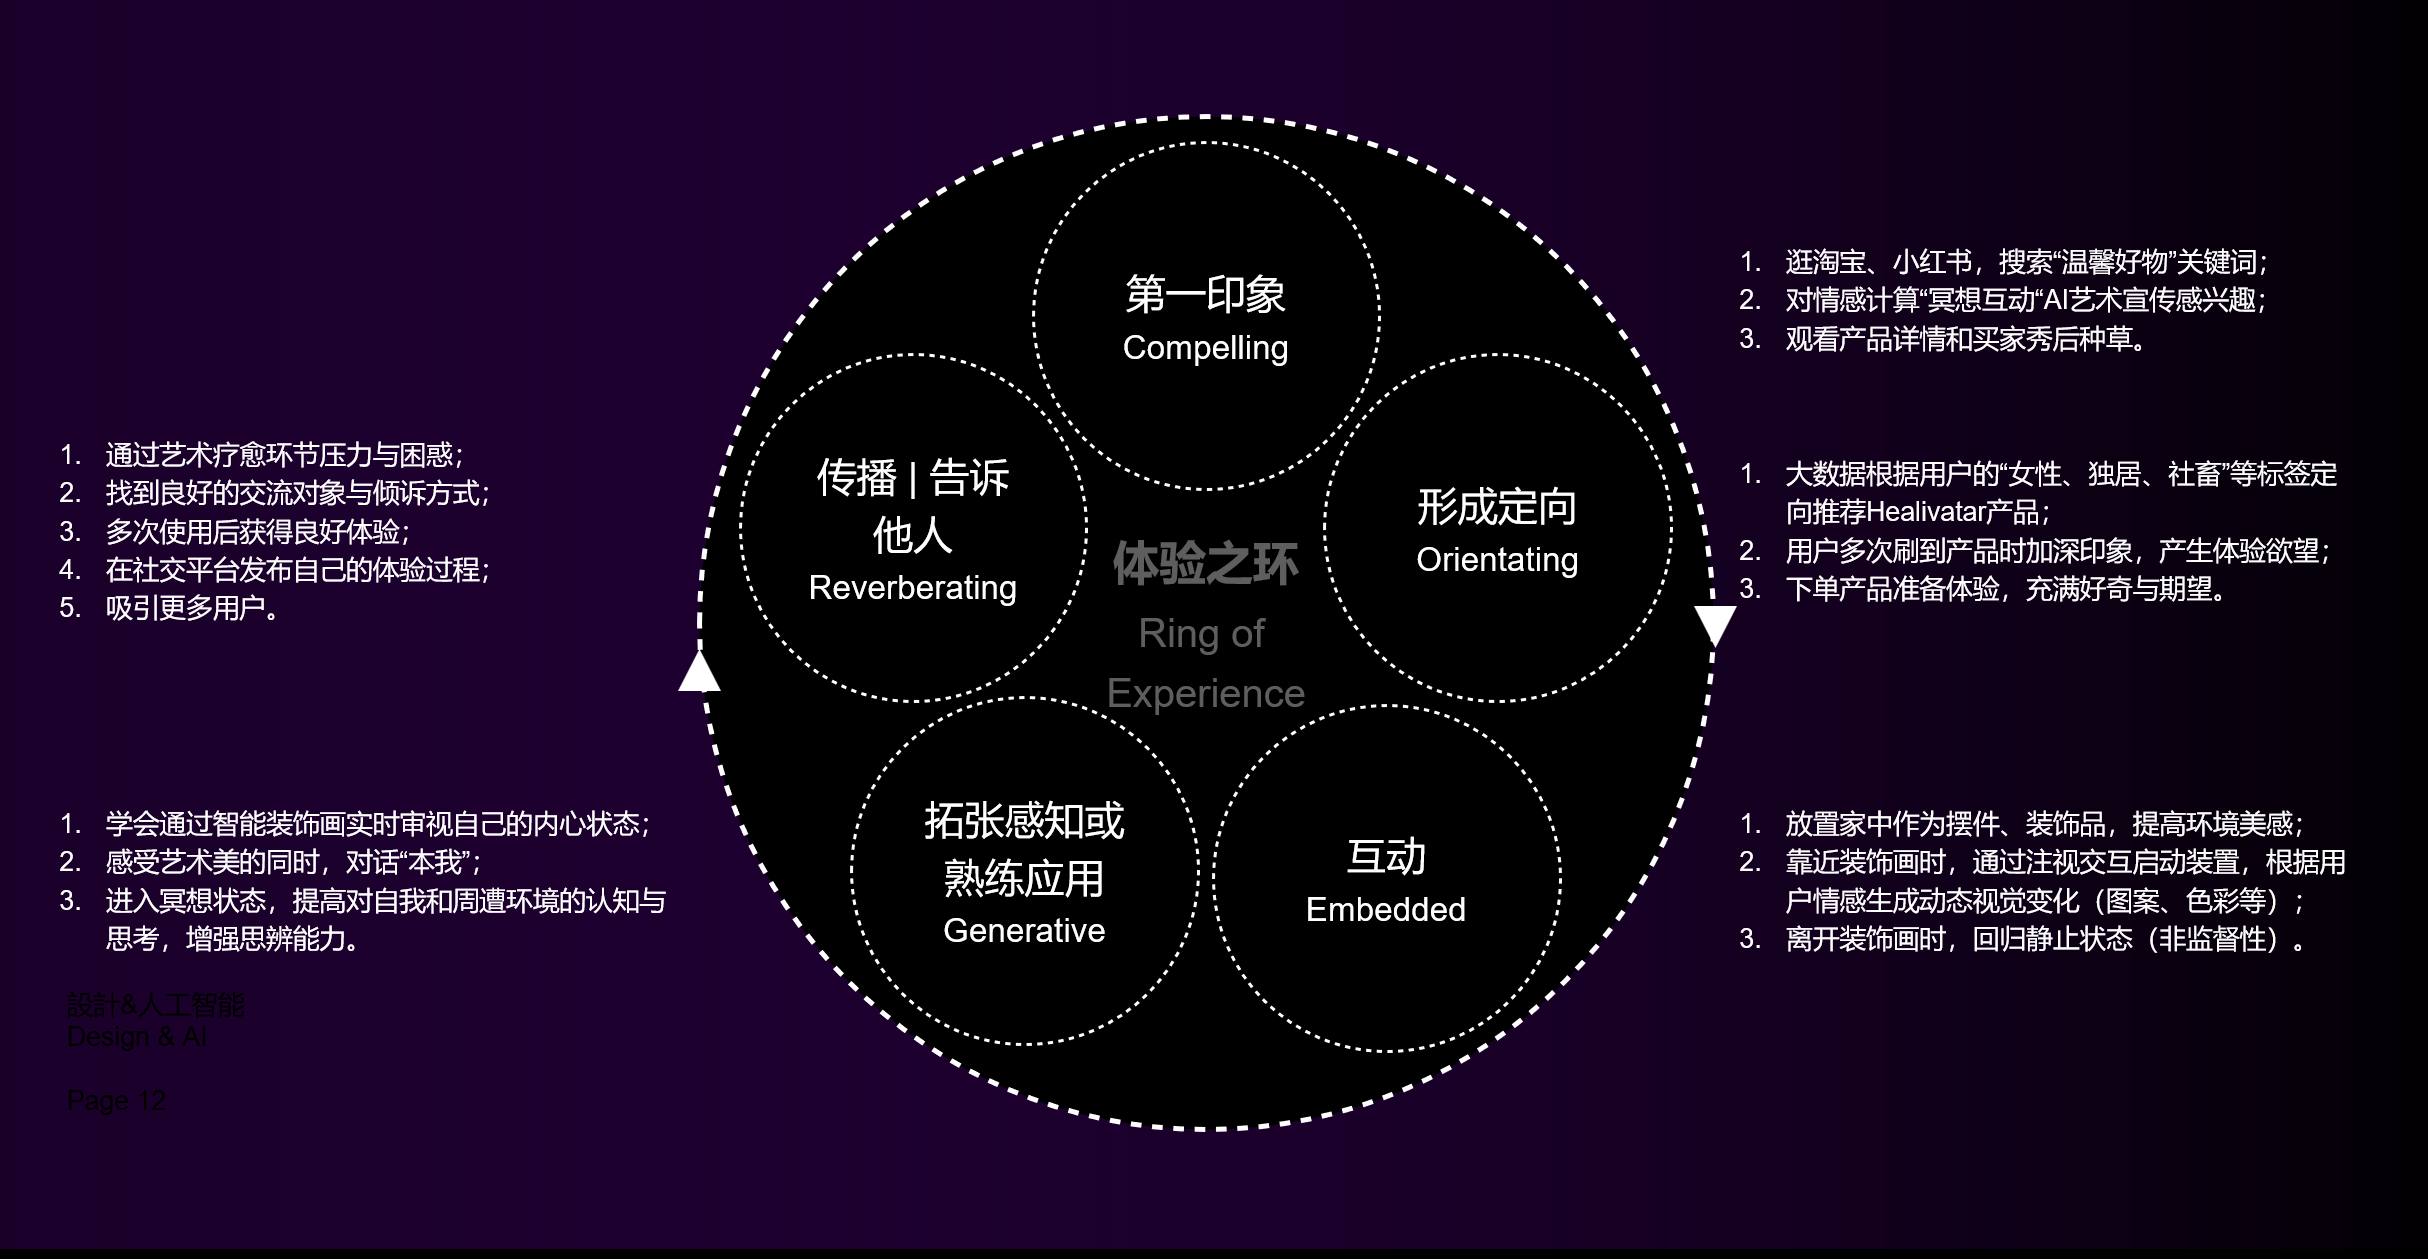 第一印象
Compelling
1. 逛淘宝、小红书，搜索“温馨好物”关键词；
2. 对情感计算“冥想互动“AI艺术宣传感兴趣；
3. 观看产品详情和买家秀后种草。
形成定向
Orientating
1. 大数据根据用户的“女性、独居、社畜”等标签定
向推荐Healivatar产品；
2. 用户多次刷到产品时加深印象，产生体验欲望；
3. 下单产品准备体验，充满好奇与期望。
互动
Embedded
1. 放置家中作为摆件、装饰品，提高环境美感；
2. 靠近装饰画时，通过注视交互启动装置，根据用
户情感生成动态视觉变化（图案、色彩等）；
3. 离开装饰画时，回归静止状态（非监督性）。
拓张感知或
熟练应用
Generative
1. 学会通过智能装饰画实时审视自己的内心状态；
2. 感受艺术美的同时，对话“本我”；
3. 进入冥想状态，提高对自我和周遭环境的认知与
思考，增强思辨能力。
传播 | 告诉
他人
Reverberating
1. 通过艺术疗愈环节压力与困惑；
2. 找到良好的交流对象与倾诉方式；
3. 多次使用后获得良好体验；
4. 在社交平台发布自己的体验过程；
5. 吸引更多用户。
体验之环
Ring of
Experience
設計&人工智能
Design & AI
Page 12